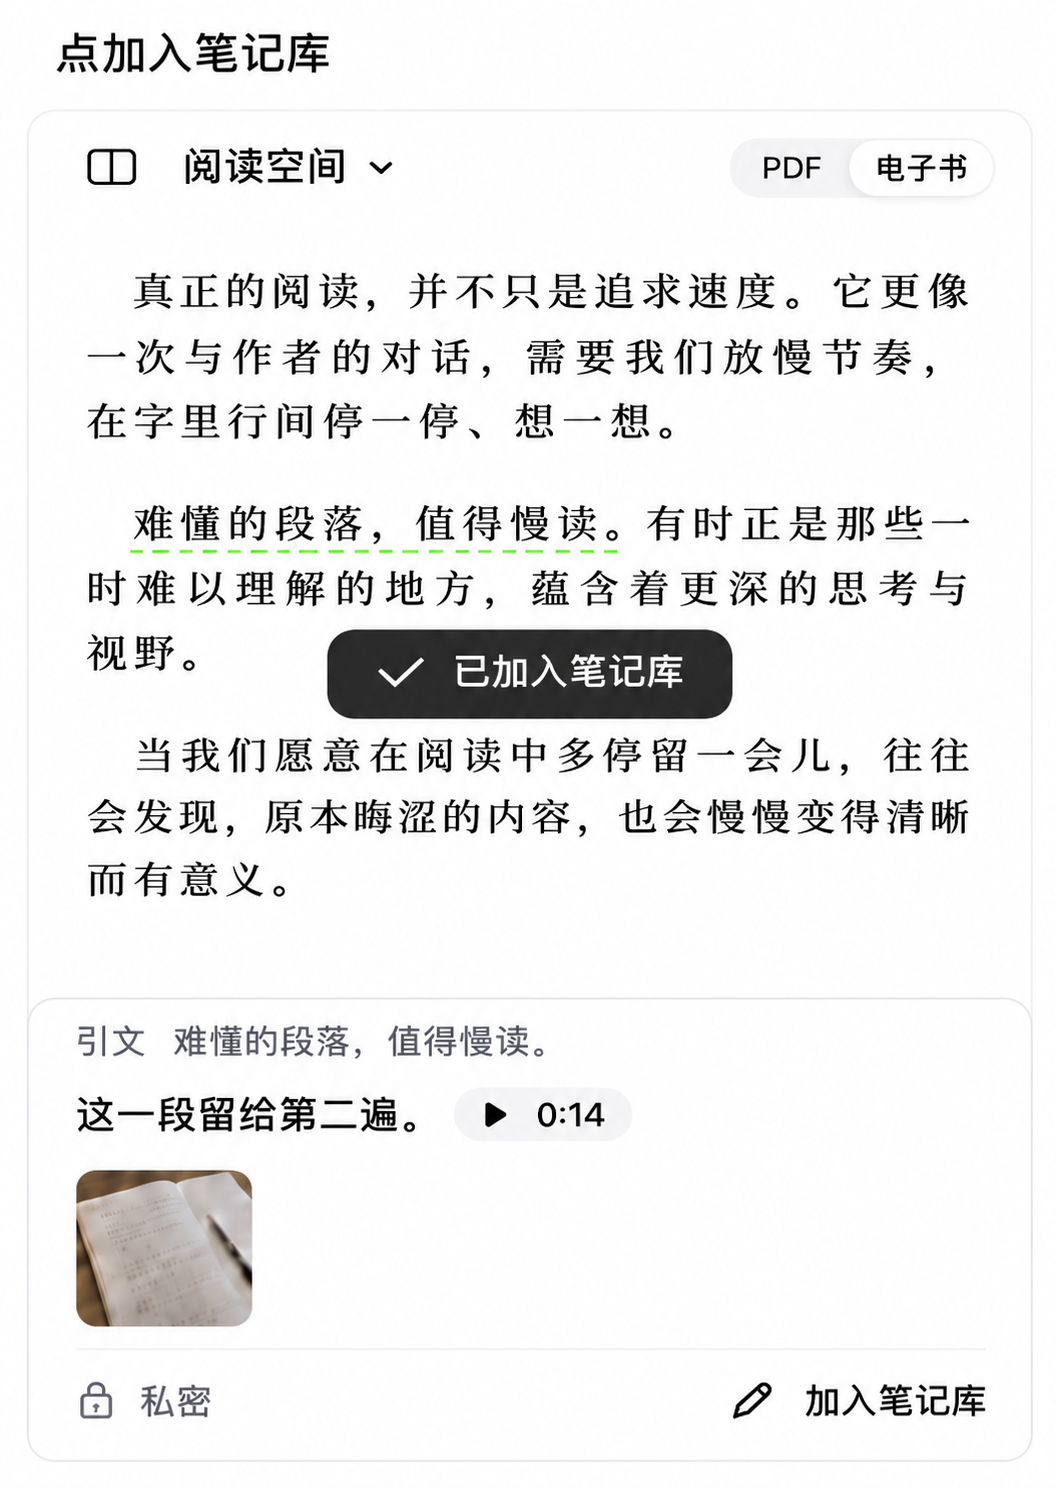 点加入笔记库
阅读空间
PDF 电子书
真正的阅读，并不只是追求速度。它更像
一次与作者的对话，需要我们放慢节奏，
在字里行间停一停、想一想。
难懂的段落，值得慢读。有时正是那些一
时难以理解的地方，蕴含着更深的思考与
视野。
已加入笔记库
当我们愿意在阅读中多停留一会儿，往往
会发现，原本晦涩的内容，也会慢慢变得清晰
而有意义。
引文 难懂的段落，值得慢读。
这一段留给第二遍。 0:14
私密 加入笔记库